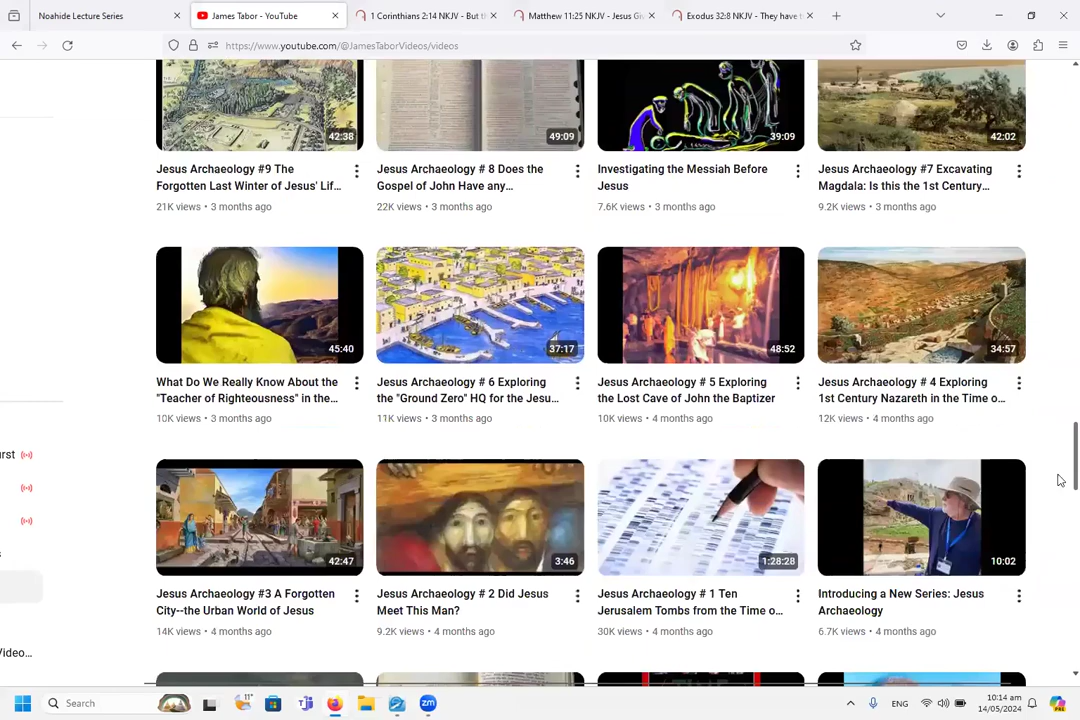 Noahide Lecture Series
James Tabor - YouTube
1 Corinthians 2:14 NKJV - But th
Matthew 11:25 NKJV - Jesus Gi
Exodus 32:8 NKJV - They have t
https://www.youtube.com/@JamesTaborVideos/videos
42:38
49:09
39:09
42:02
Jesus Archaeology #9 The
Forgotten Last Winter of Jesus' Lif...
21K views • 3 months ago
Jesus Archaeology # 8 Does the
Gospel of John Have any...
22K views • 3 months ago
Investigating the Messiah Before
Jesus
7.6K views • 3 months ago
Jesus Archaeology #7 Excavating
Magdala: Is this the 1st Century...
9.2K views • 3 months ago
45:40
37:17
48:52
34:57
What Do We Really Know About the
"Teacher of Righteousness" in the...
10K views • 3 months ago
Jesus Archaeology # 6 Exploring
the "Ground Zero" HQ for the Jesu...
11K views • 3 months ago
Jesus Archaeology # 5 Exploring
the Lost Cave of John the Baptizer
10K views • 4 months ago
Jesus Archaeology # 4 Exploring
1st Century Nazareth in the Time o...
12K views • 4 months ago
urst
42:47
3:46
1:28:28
10:02
Jesus Archaeology #3 A Forgotten
City--the Urban World of Jesus
14K views • 4 months ago
Jesus Archaeology # 2 Did Jesus
Meet This Man?
9.2K views • 4 months ago
Jesus Archaeology # 1 Ten
Jerusalem Tombs from the Time o...
30K views • 4 months ago
Introducing a New Series: Jesus
Archaeology
6.7K views • 4 months ago
s
Video...
Search
11°
ENG
10:14 am
14/05/2024